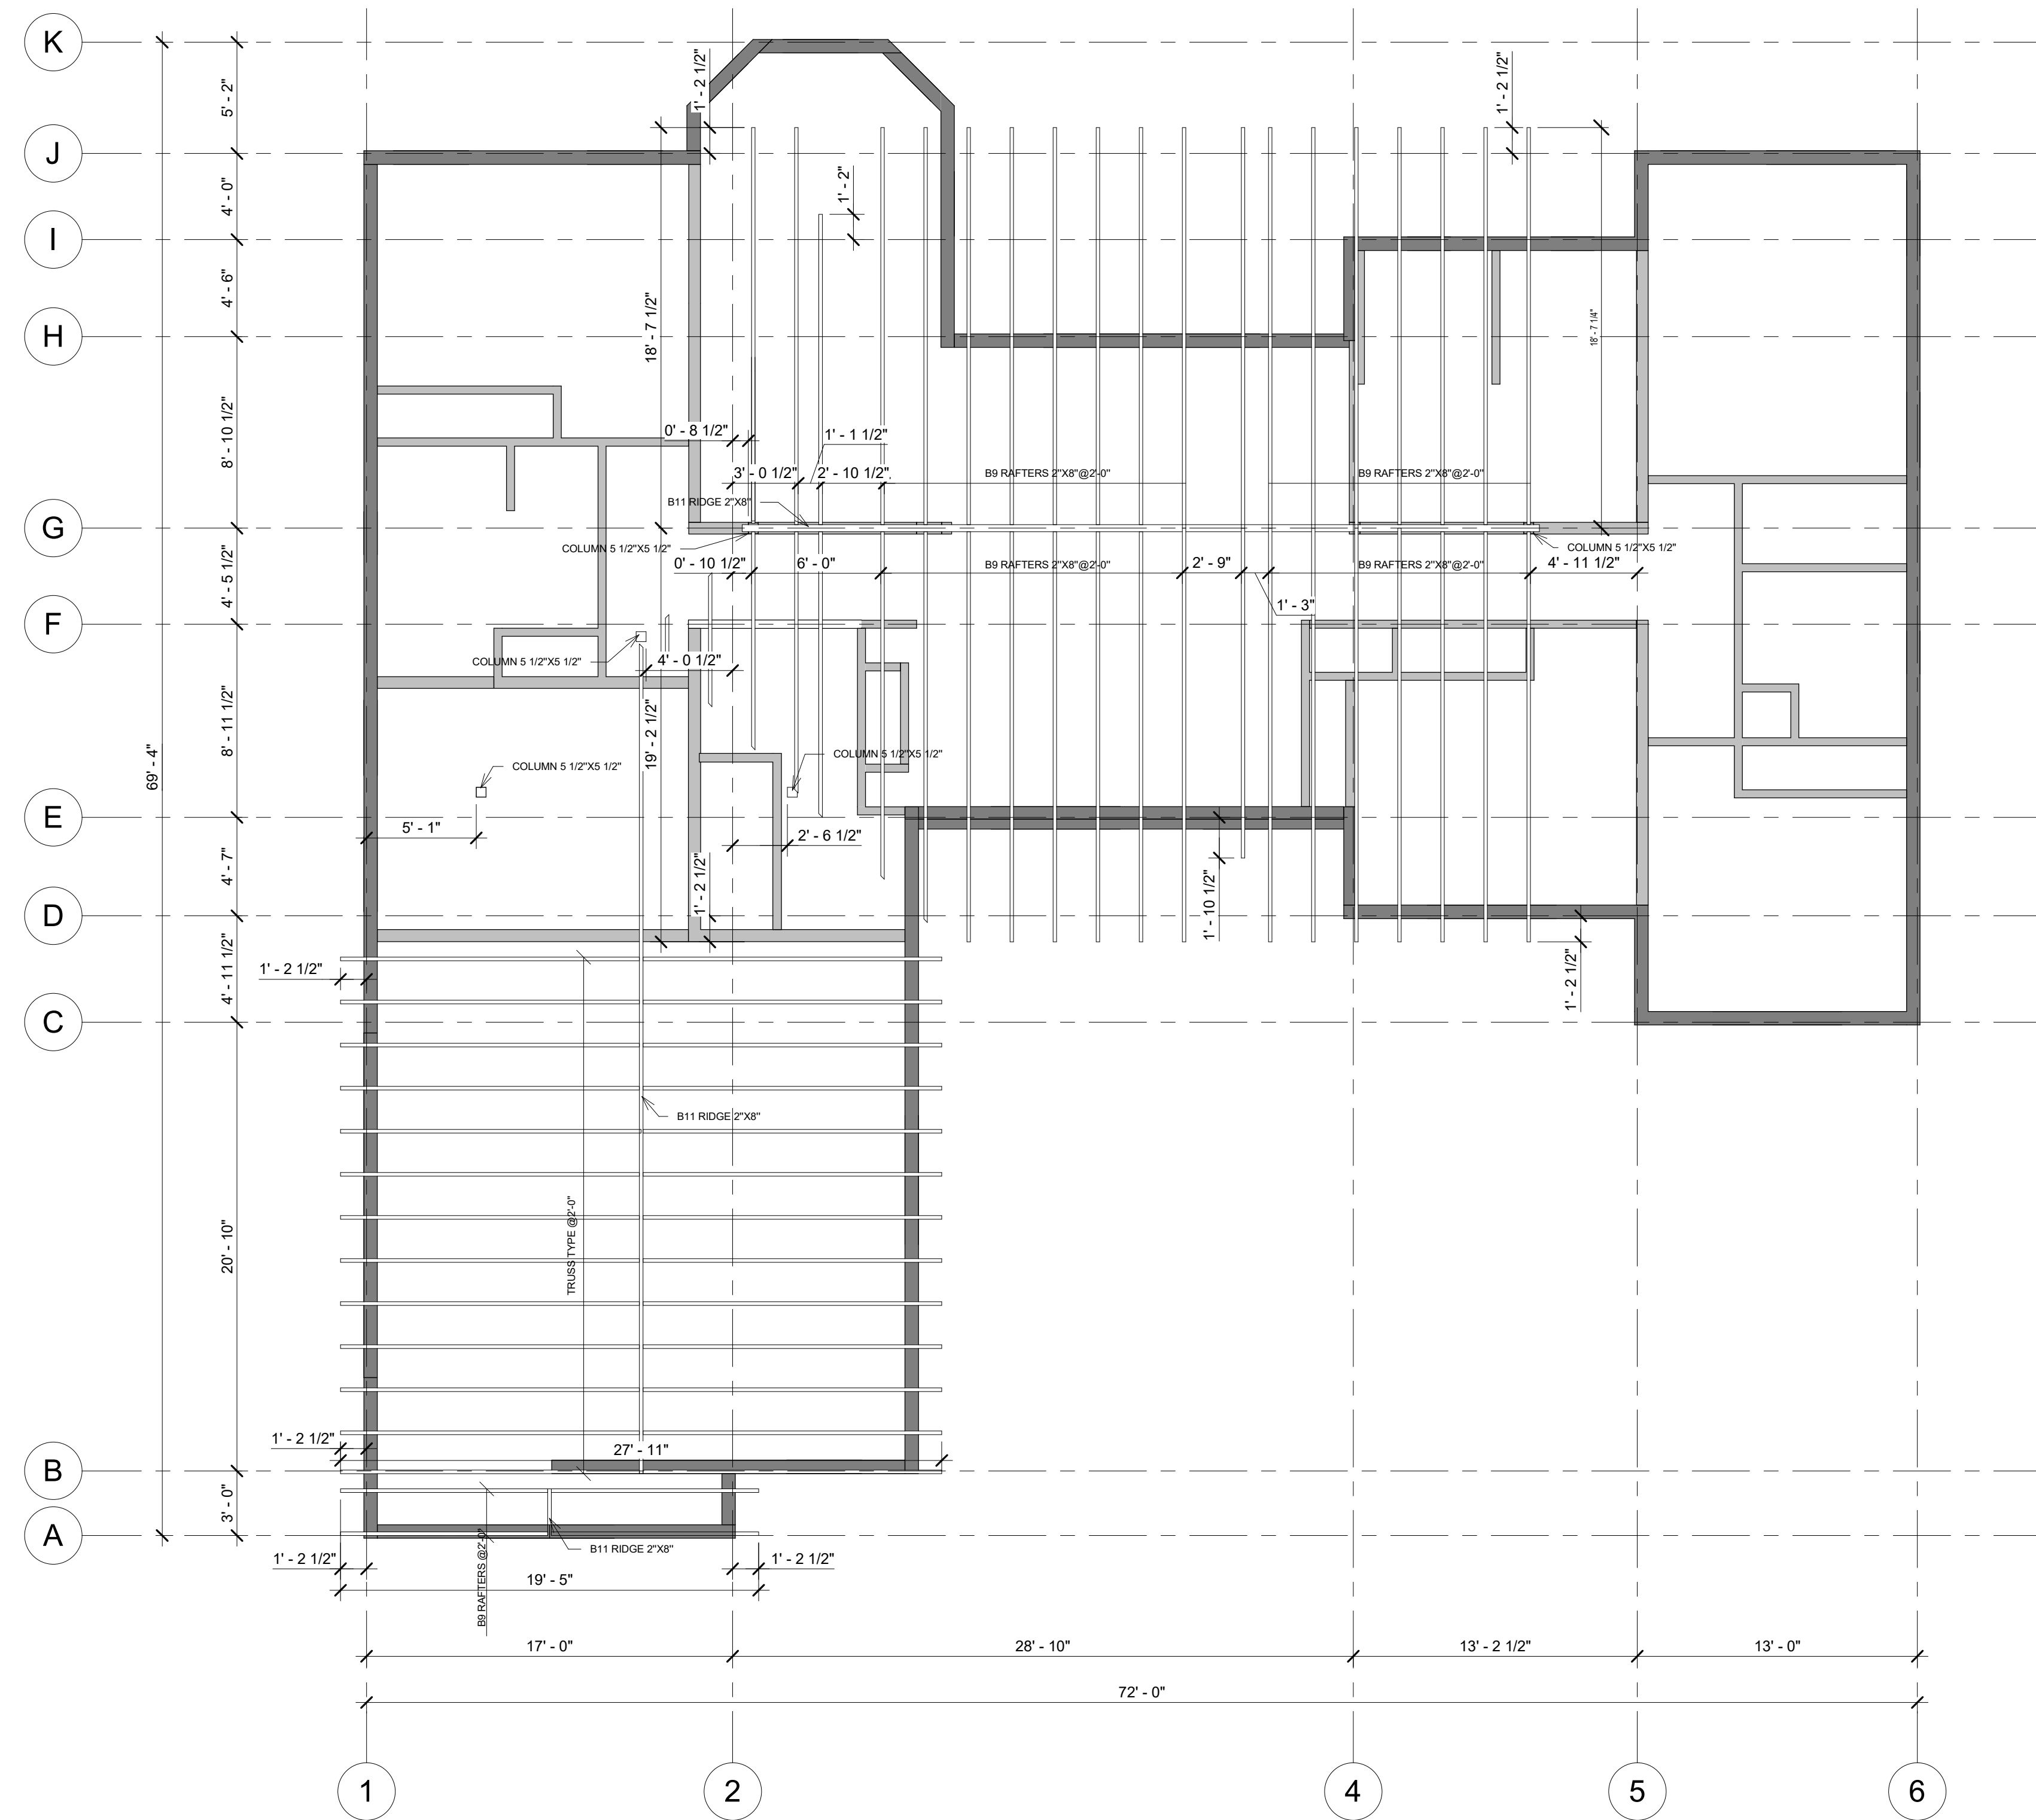 K
1' - 2 1/2"
1' - 2 1/2"
5' - 2"
J
4' - 0"
1' - 2"
I
4' - 6"
18' - 7 1/2"
18' - 7 1/4"
H
8' - 10 1/2"
0' - 8 1/2"
1' - 1 1/2"
3' - 0 1/2"
2' - 10 1/2"
B9 RAFTERS 2"X8"@2'-0"
B9 RAFTERS 2"X8"@2'-0"
B11 RIDGE 2"X8"
G
COLUMN 5 1/2"X5 1/2"
COLUMN 5 1/2"X5 1/2"
4' - 5 1/2"
0' - 10 1/2"
6' - 0"
B9 RAFTERS 2"X8"@2'-0"
2' - 9"
B9 RAFTERS 2"X8"@2'-0"
4' - 11 1/2"
1' - 3"
F
COLUMN 5 1/2"X5 1/2"
4' - 0 1/2"
8' - 11 1/2"
19' - 2 1/2"
69' - 4"
COLUMN 5 1/2"X5 1/2"
COLUMN 5 1/2"X5 1/2"
E
5' - 1"
2' - 6 1/2"
4' - 7"
1' - 2 1/2"
1' - 10 1/2"
D
4' - 11 1/2"
1' - 2 1/2"
1' - 2 1/2"
C
B11 RIDGE 2"X8"
20' - 10"
TRUSS TYPE @2'-0"
1' - 2 1/2"
27' - 11"
B
3' - 0"
A
B9 RAFTERS @2'-0"
B11 RIDGE 2"X8"
1' - 2 1/2"
1' - 2 1/2"
19' - 5"
17' - 0"
28' - 10"
13' - 2 1/2"
13' - 0"
72' - 0"
1
2
4
5
6